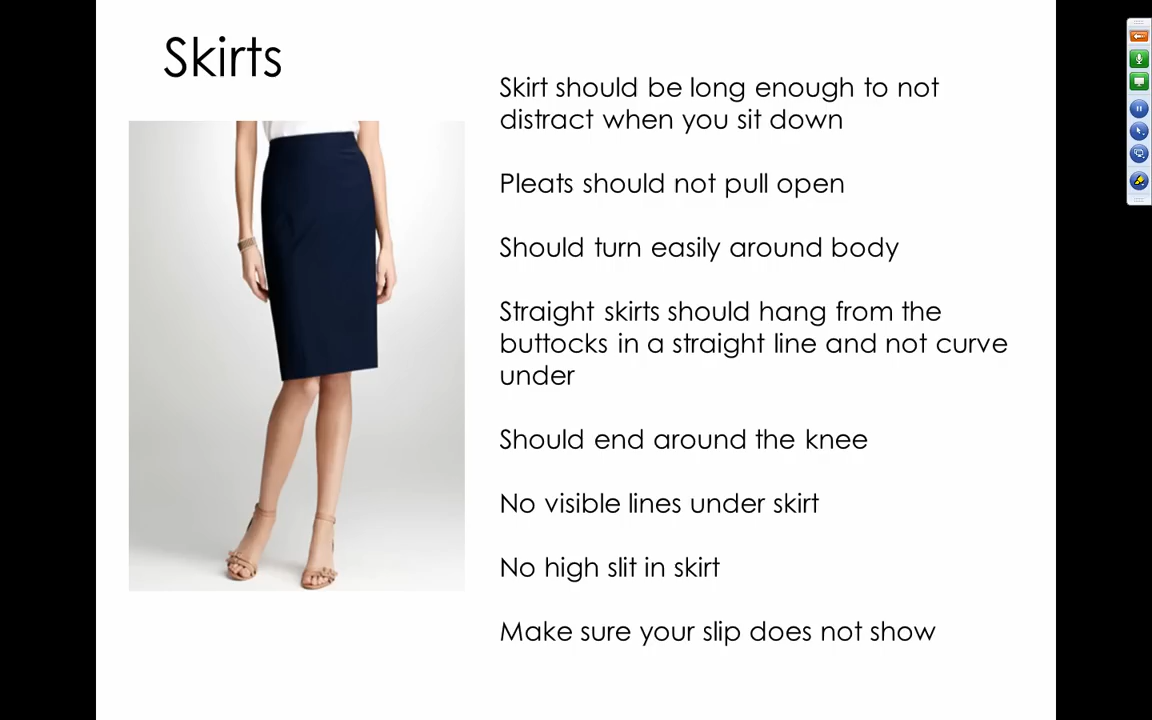 Skirts
Skirt should be long enough to not
distract when you sit down
Pleats should not pull open
Should turn easily around body
Straight skirts should hang from the
buttocks in a straight line and not curve
under
Should end around the knee
No visible lines under skirt
No high slit in skirt
Make sure your slip does not show